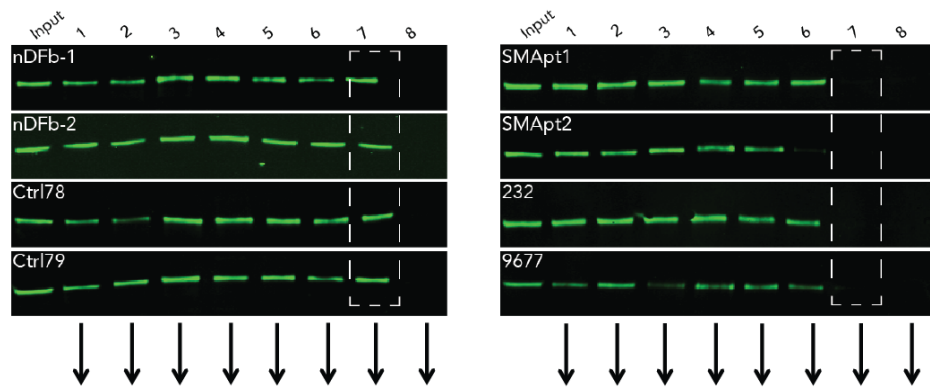 Input 1 2 3 4 5 6 7 8
nDFb-1
nDFb-2
Ctrl78
Ctrl79
Input 1 2 3 4 5 6 7 8
SMApt1
SMApt2
232
9677